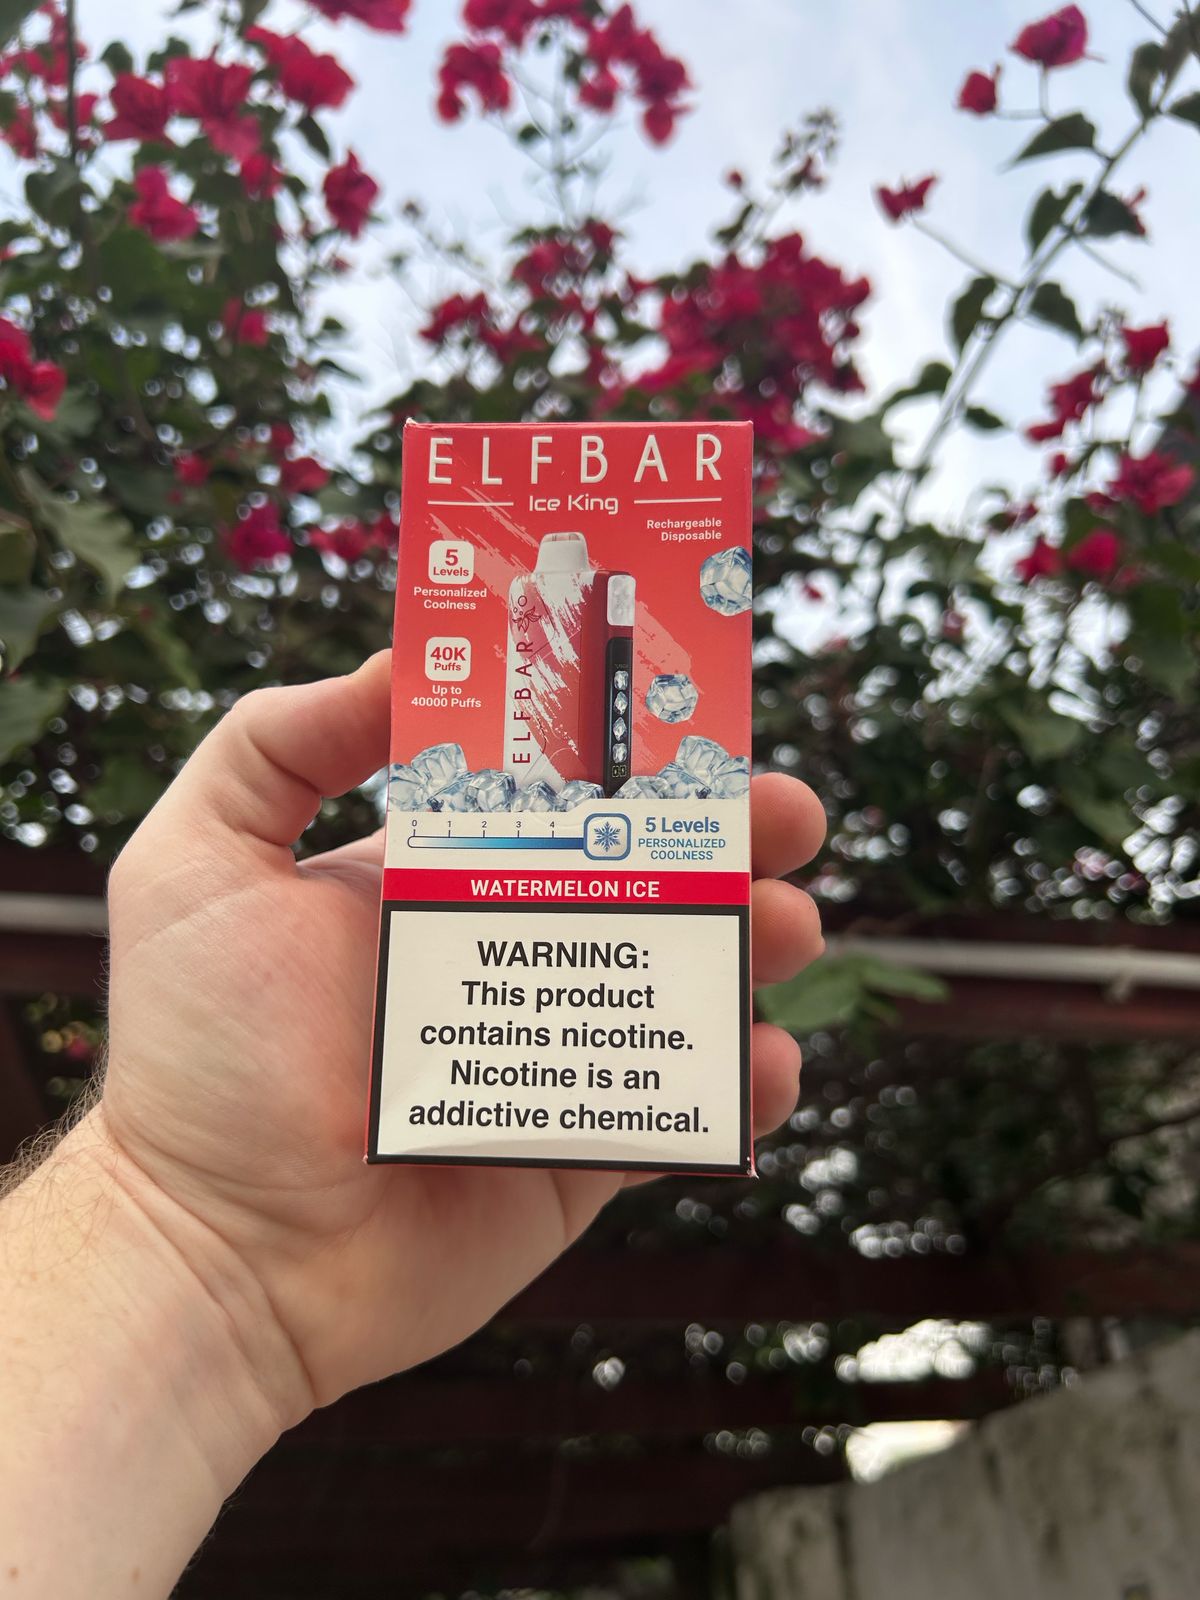 ELFBAR
Ice King
Rechargeable
Disposable
5
Levels
Personalized
Coolness
40K
Puffs
Up to
40000 Puffs
ELFBAR
0 1 2 3 4
5 Levels
PERSONALIZED
COOLNESS
WATERMELON ICE
WARNING:
This product
contains nicotine.
Nicotine is an
addictive chemical.